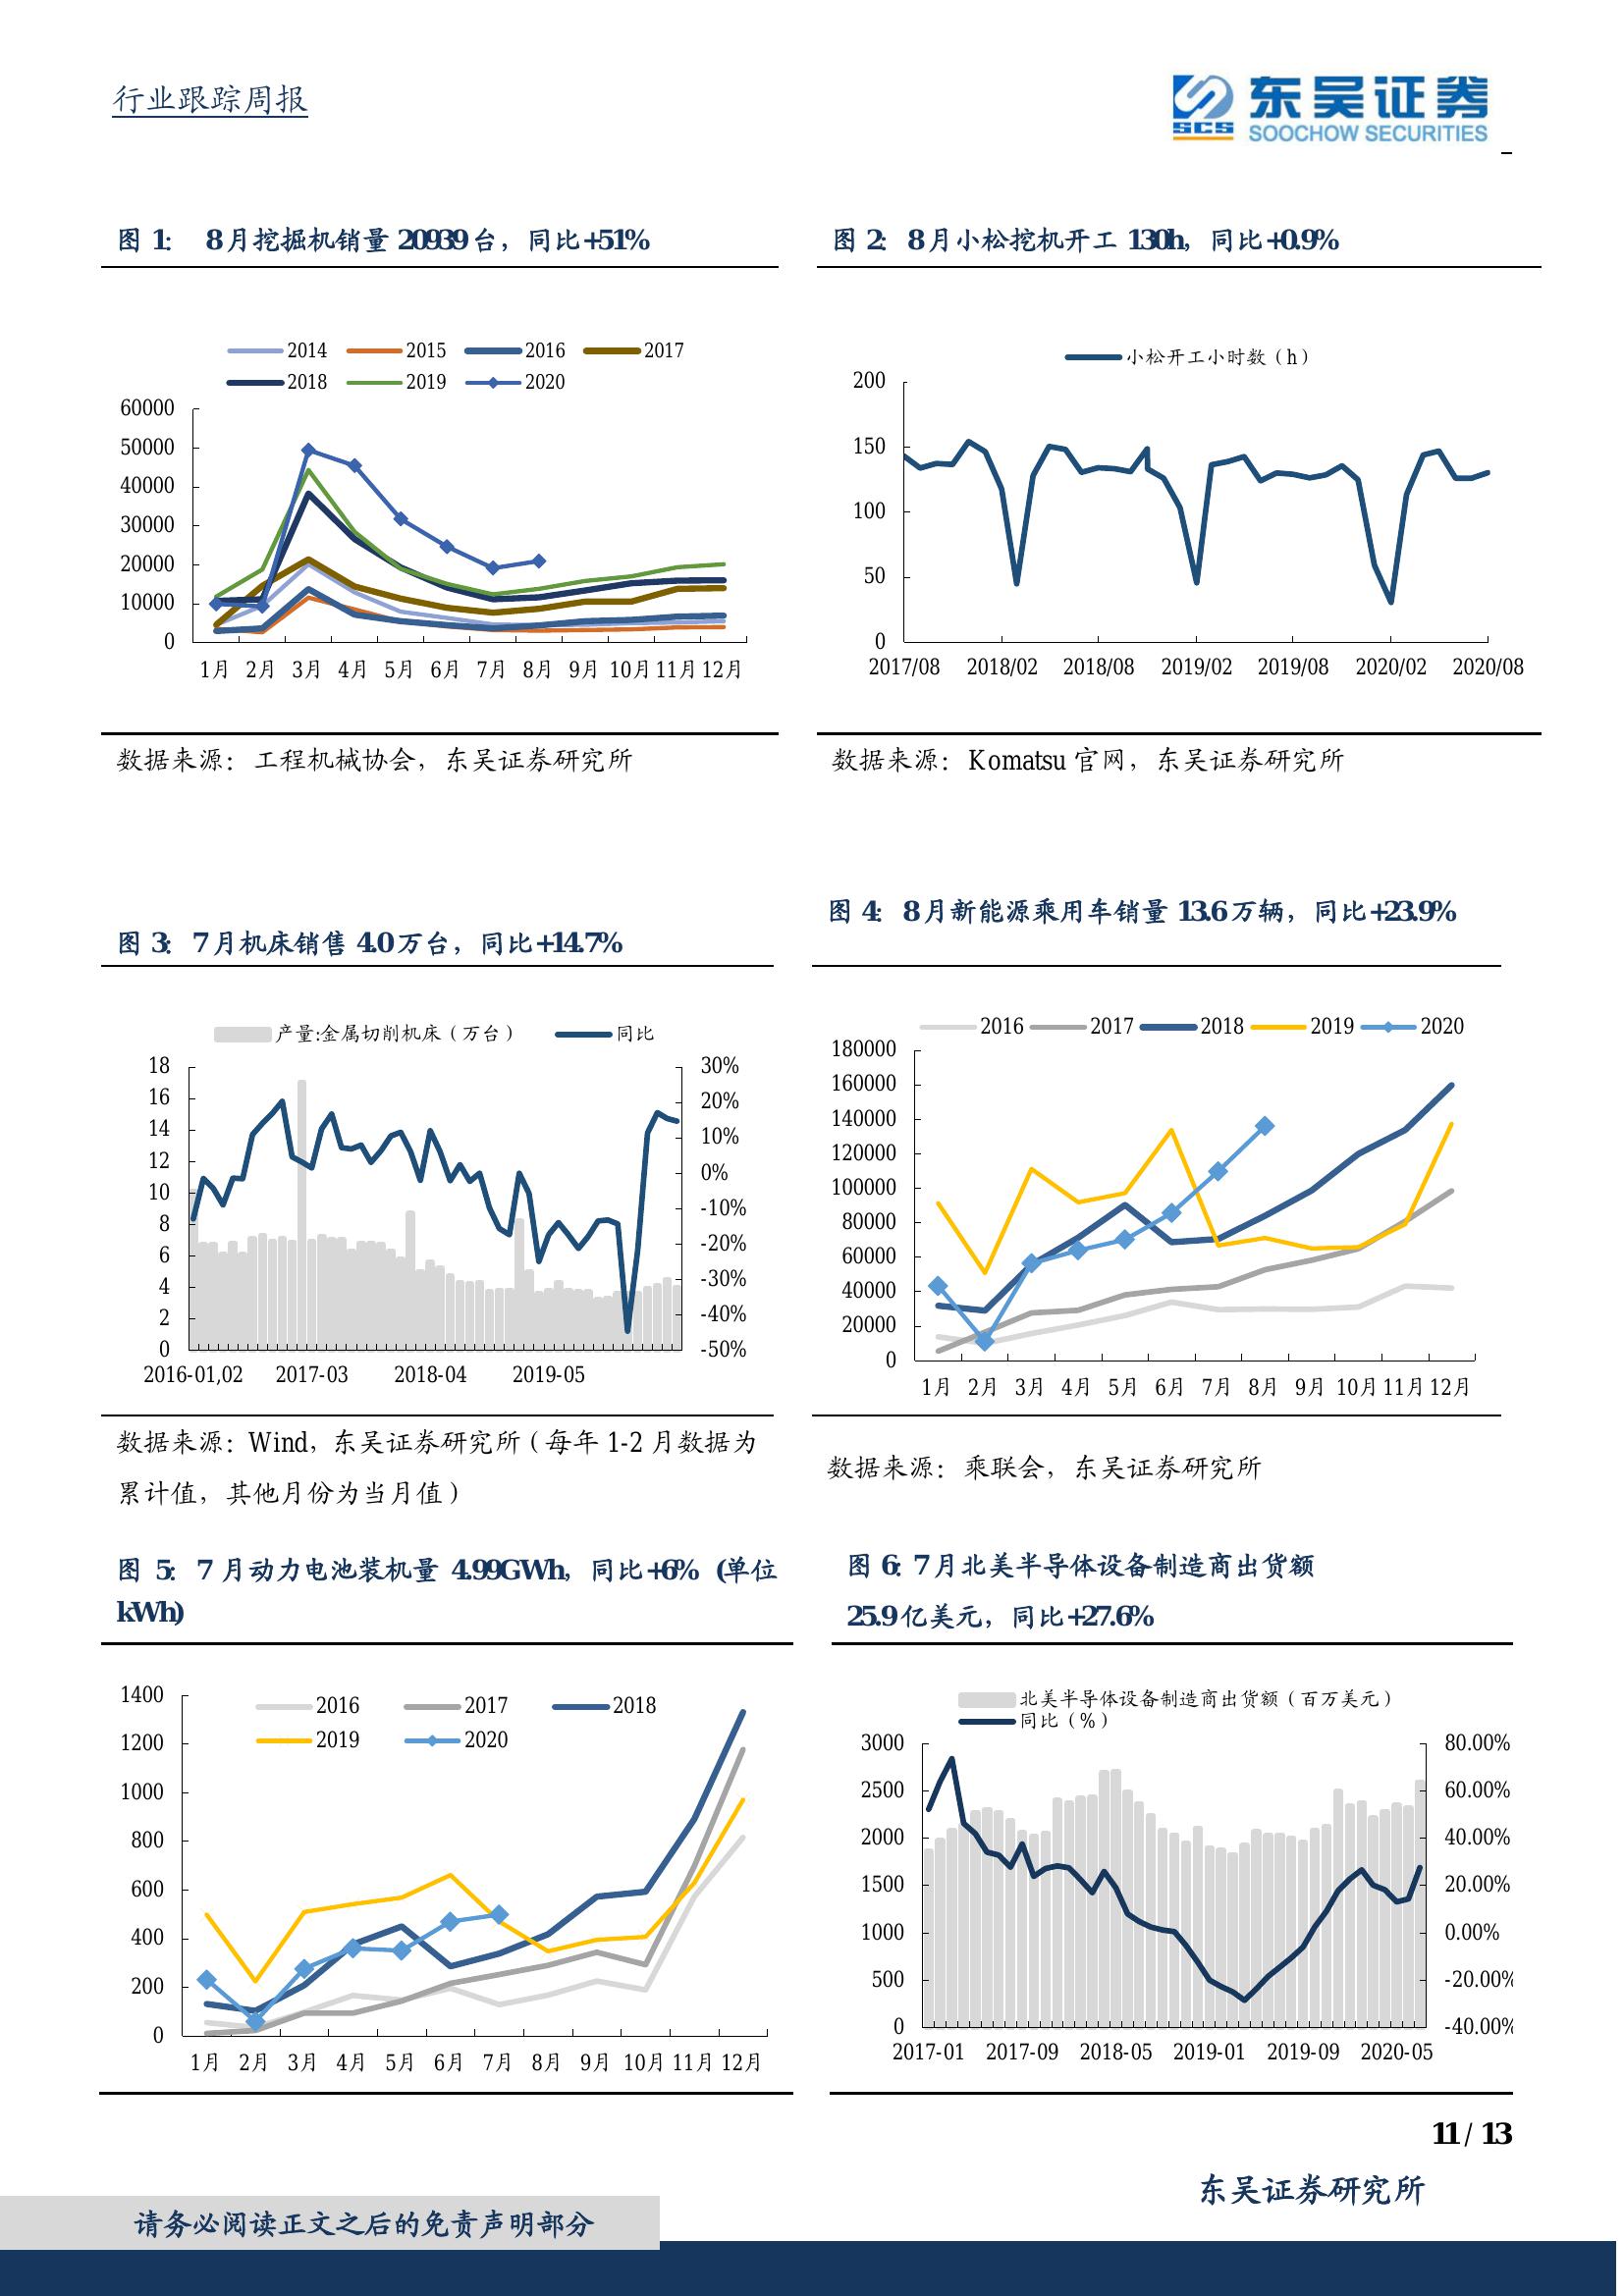 行业跟踪周报
SCS
东吴证券
SOOCHOW SECURITIES
图 1: 8 月挖掘机销量 20939 台，同比+51%
2014 2015 2016 2017
2018 2019 2020
60000
50000
40000
30000
20000
10000
0
1月 2月 3月 4月 5月 6月 7月 8月 9月 10月 11月 12月
数据来源：工程机械协会，东吴证券研究所
图 2: 8 月小松挖机开工 130h，同比+0.9%
小松开工小时数（h）
200
150
100
50
0
2017/08 2018/02 2018/08 2019/02 2019/08 2020/02 2020/08
数据来源：Komatsu 官网，东吴证券研究所
图 3: 7 月机床销售 4.0 万台，同比+14.7%
产量:金属切削机床（万台） 同比
18
16
14
12
10
8
6
4
2
0
30%
20%
10%
0%
-10%
-20%
-30%
-40%
-50%
2016-01,02 2017-03 2018-04 2019-05
数据来源：Wind，东吴证券研究所（每年 1-2 月数据为
累计值，其他月份为当月值）
图 4: 8 月新能源乘用车销量 13.6 万辆，同比+23.9%
2016 2017 2018 2019 2020
180000
160000
140000
120000
100000
80000
60000
40000
20000
0
1月 2月 3月 4月 5月 6月 7月 8月 9月 10月 11月 12月
数据来源：乘联会，东吴证券研究所
图 5: 7 月动力电池装机量 4.99GWh，同比+6% (单位
kWh)
2016 2017 2018
2019 2020
1400
1200
1000
800
600
400
200
0
1月 2月 3月 4月 5月 6月 7月 8月 9月 10月 11月 12月
图 6: 7 月北美半导体设备制造商出货额
25.9 亿美元，同比+27.6%
北美半导体设备制造商出货额（百万美元）
同比（%）
3000
2500
2000
1500
1000
500
0
80.00%
60.00%
40.00%
20.00%
0.00%
-20.00%
-40.00%
2017-01 2017-09 2018-05 2019-01 2019-09 2020-05
11 / 13
东吴证券研究所
请务必阅读正文之后的免责声明部分